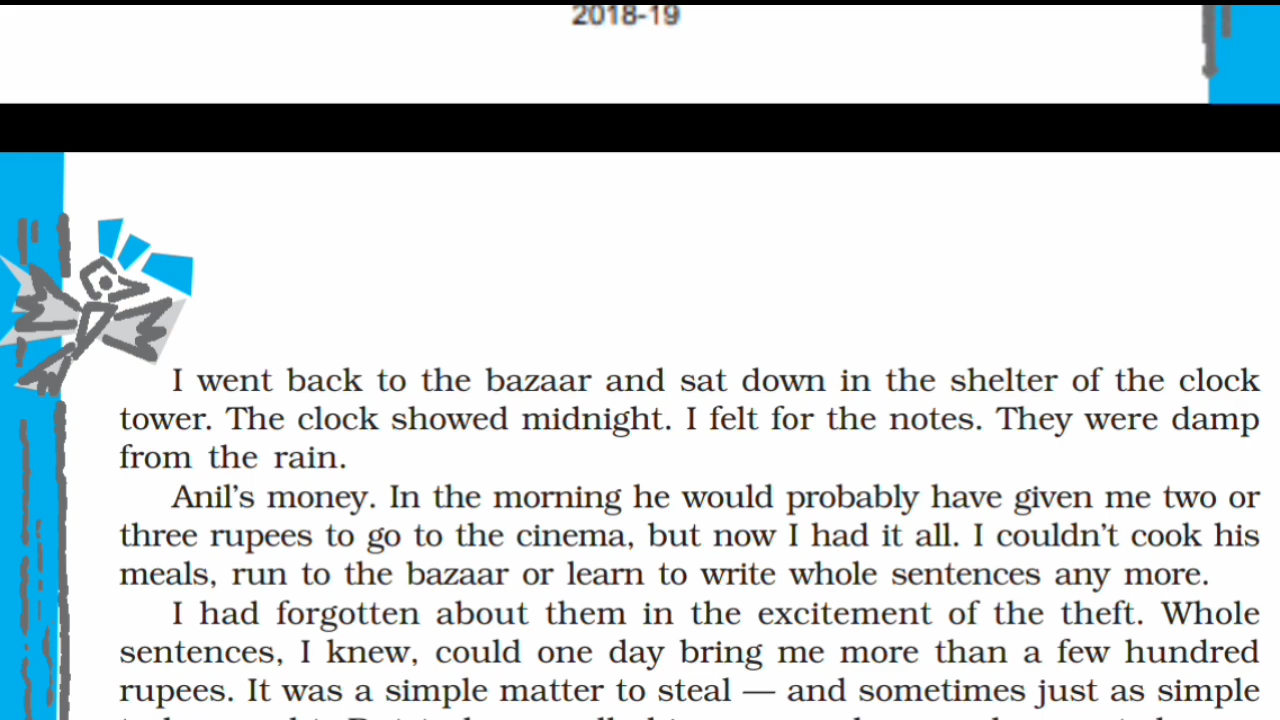 2018-19
I went back to the bazaar and sat down in the shelter of the clock
tower. The clock showed midnight. I felt for the notes. They were damp
from the rain.
Anil's money. In the morning he would probably have given me two or
three rupees to go to the cinema, but now I had it all. I couldn't cook his
meals, run to the bazaar or learn to write whole sentences any more.
I had forgotten about them in the excitement of the theft. Whole
sentences, I knew, could one day bring me more than a few hundred
rupees. It was a simple matter to steal — and sometimes just as simple